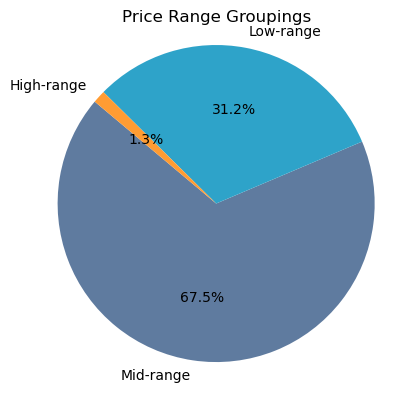 Price Range Groupings
Low-range
High-range
31.2%
1.3%
67.5%
Mid-range